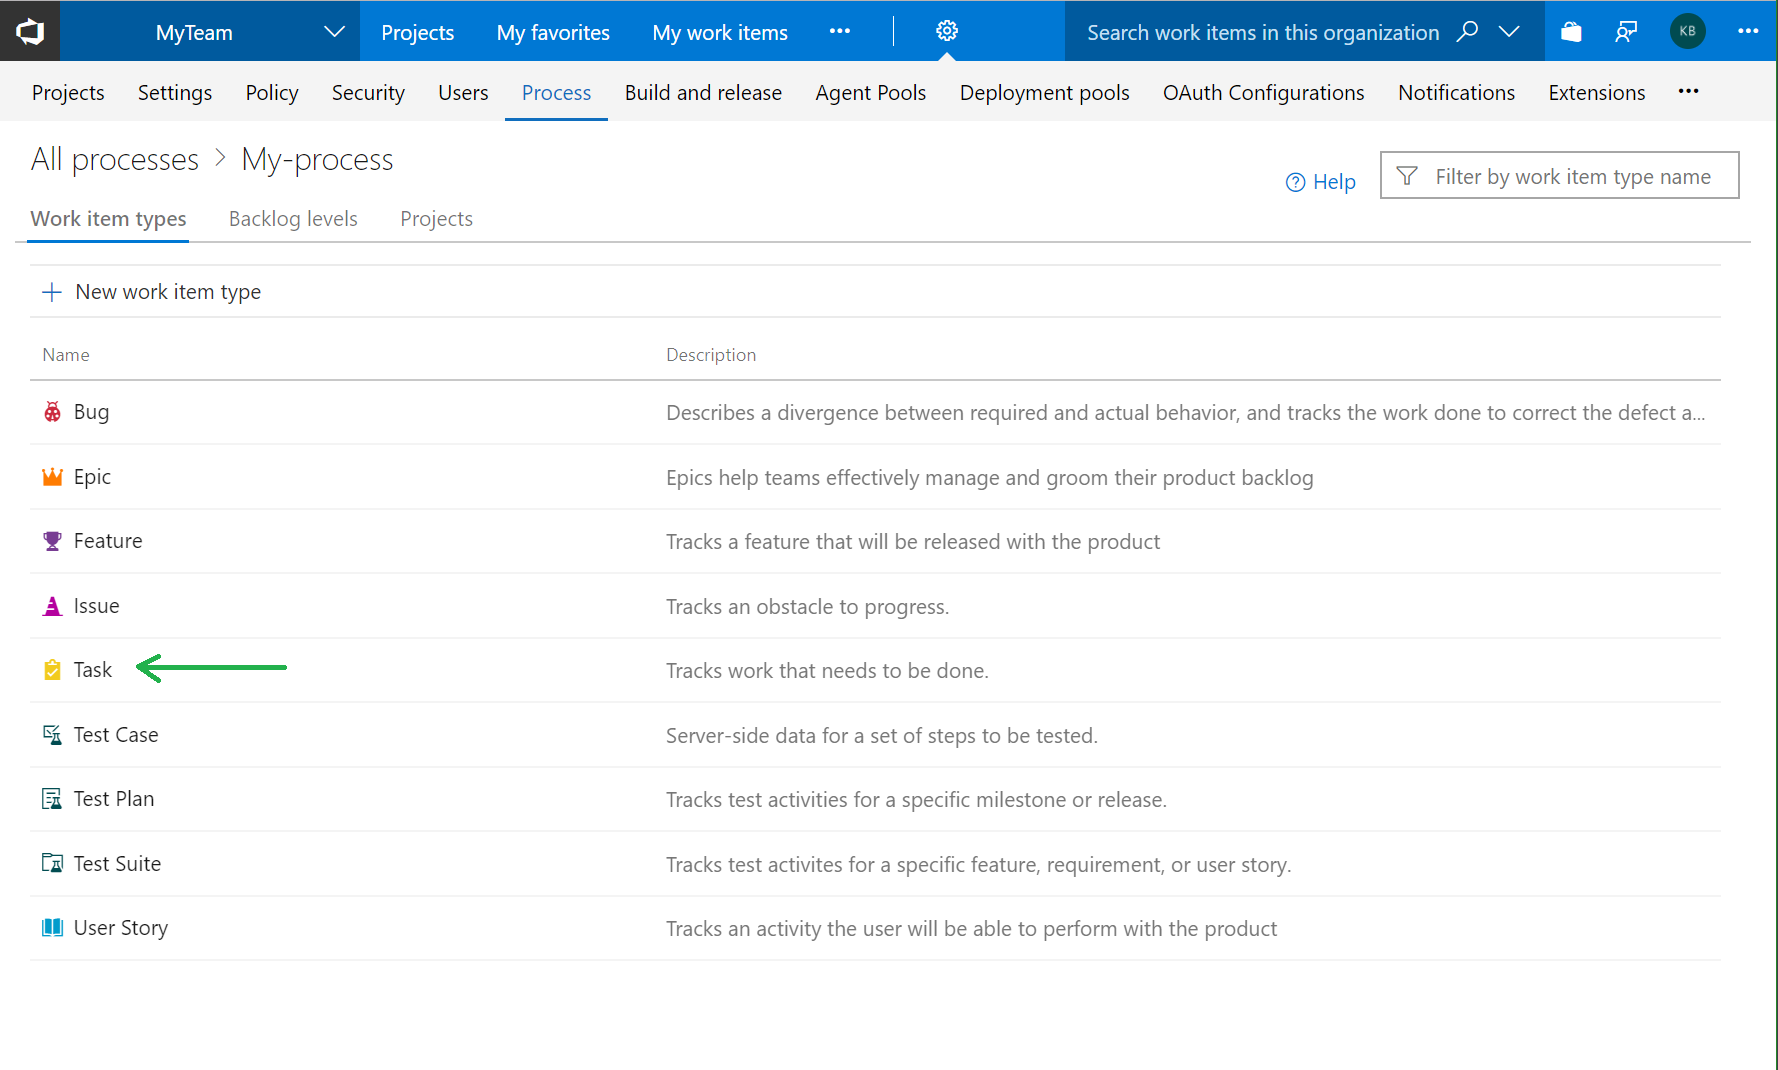 MyTeam Projects My favorites My work items ... Search work items in this organization KB ...
Projects Settings Policy Security Users Process Build and release Agent Pools Deployment pools OAuth Configurations Notifications Extensions ...
All processes > My-process
Help Filter by work item type name
Work item types Backlog levels Projects
+ New work item type
Name Description
Bug Describes a divergence between required and actual behavior, and tracks the work done to correct the defect a...
Epic Epics help teams effectively manage and groom their product backlog
Feature Tracks a feature that will be released with the product
Issue Tracks an obstacle to progress.
Task Tracks work that needs to be done.
Test Case Server-side data for a set of steps to be tested.
Test Plan Tracks test activities for a specific milestone or release.
Test Suite Tracks test activites for a specific feature, requirement, or user story.
User Story Tracks an activity the user will be able to perform with the product